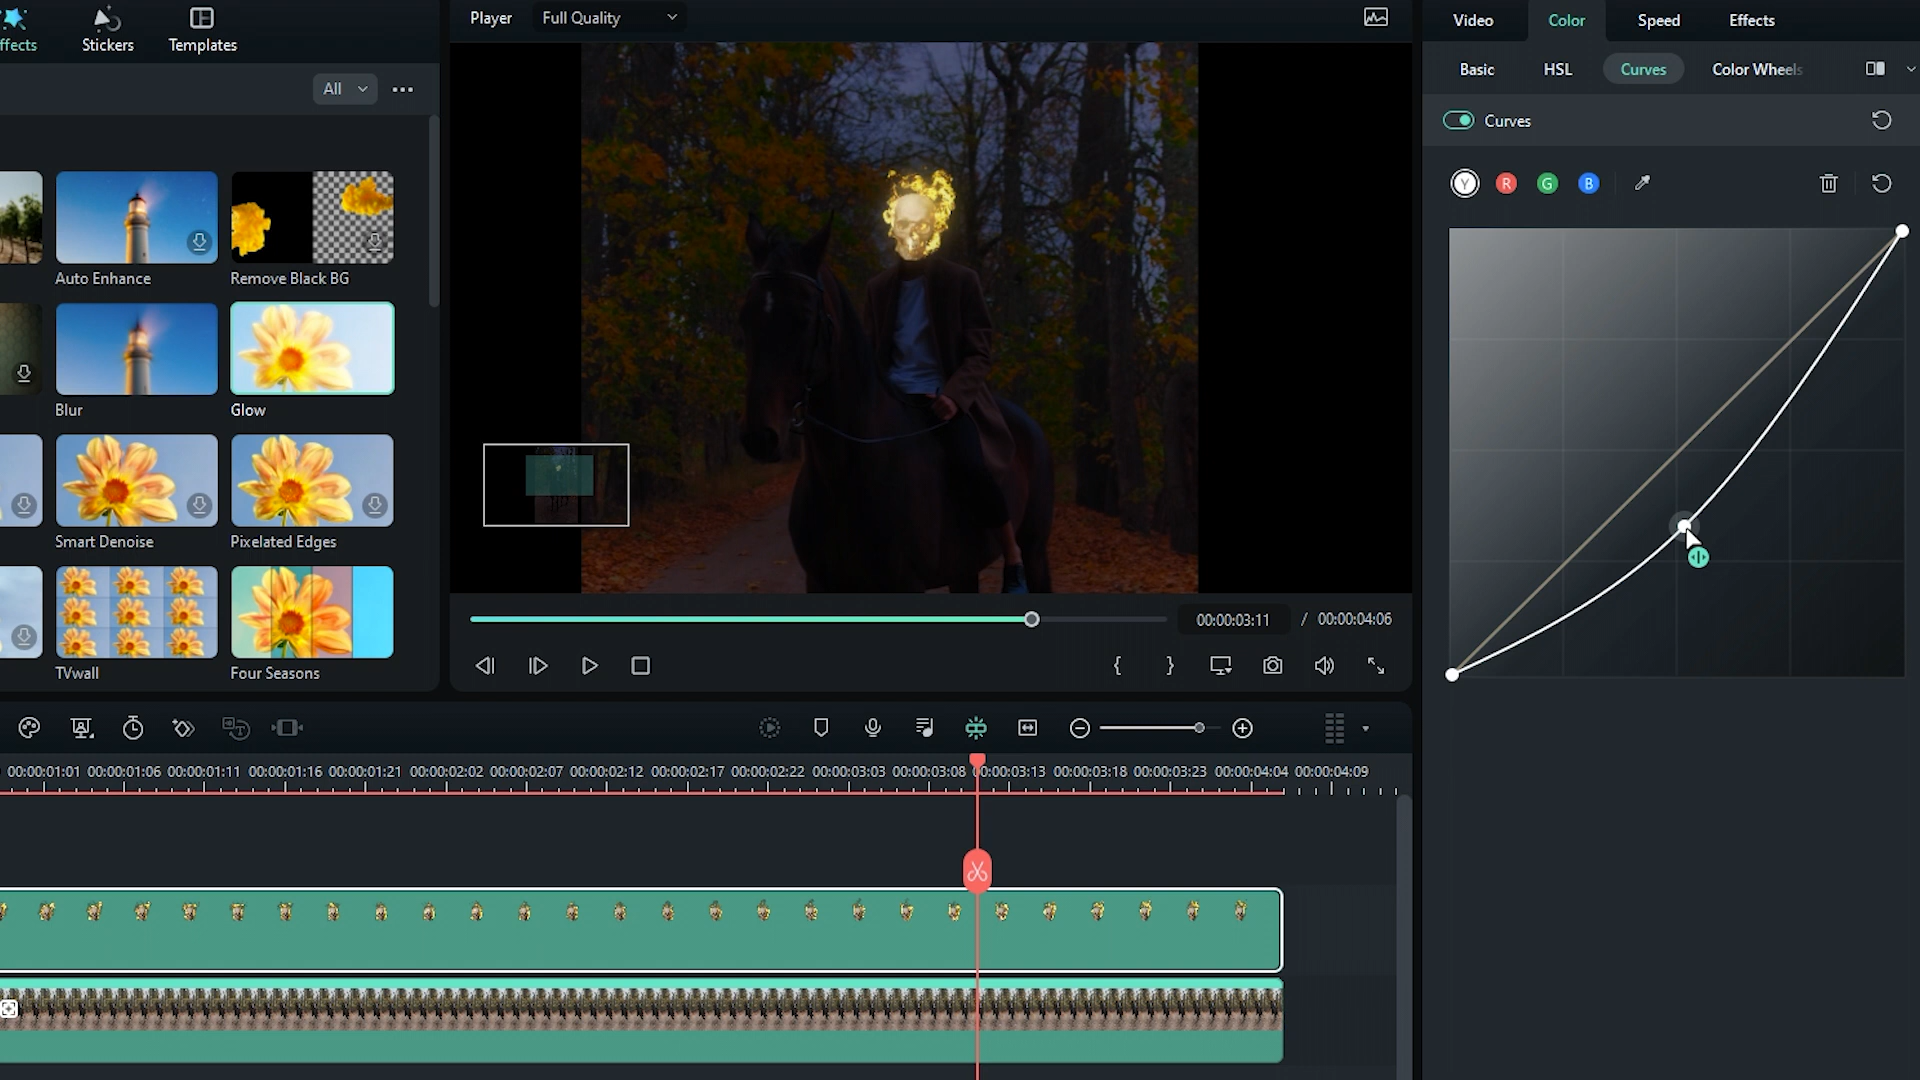 ffects
Stickers
Templates
All
Auto Enhance
Remove Black BG
Blur
Glow
Smart Denoise
Pixelated Edges
TVwall
Four Seasons
Player
Full Quality
00:00:03:11 / 00:00:04:06
{ }
Video
Color
Speed
Effects
Basic
HSL
Curves
Color Wheels
Curves
Y R G B
T
00:00:01:01 00:00:01:06 00:00:01:11 00:00:01:16 00:00:01:21 00:00:02:02 00:00:02:07 00:00:02:12 00:00:02:17 00:00:02:22 00:00:03:03 00:00:03:08 00:00:03:13 00:00:03:18 00:00:03:23 00:00:04:04 00:00:04:09